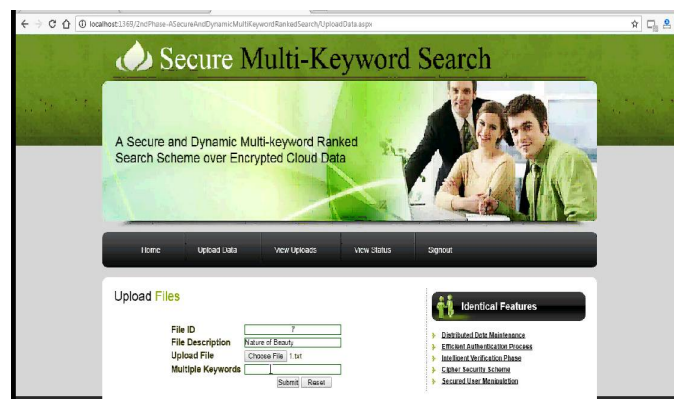 localhost:1369/2ndPhase-ASecureAndDynamicMultiKeywordRankedSearch/UploadData.aspx
Secure Multi-Keyword Search
A Secure and Dynamic Multi-keyword Ranked
Search Scheme over Encrypted Cloud Data
Home Upload Data View Uploads View Status Signout
Upload Files
File ID 7
File Description Nature of Beauty
Upload File Choose File 1.txt
Multiple Keywords
Submit Reset
Identical Features
Distributed Data Maintenance
Efficient Authentication Process
Intelligent Verification Phase
Cipher Security Scheme
Secured User Manipulation